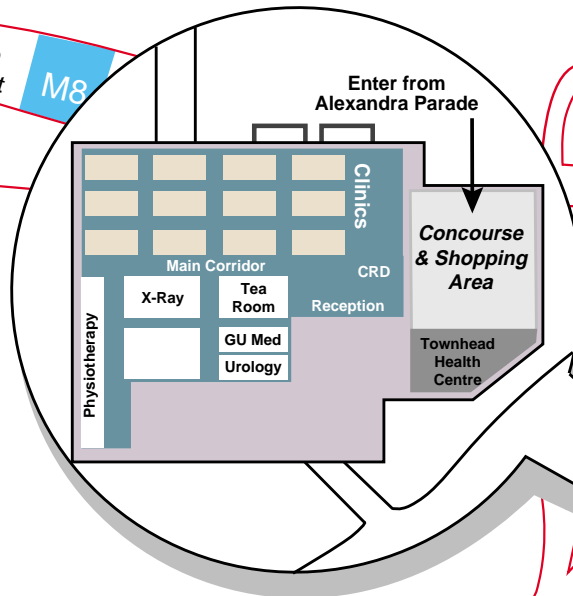 M8
Enter from
Alexandra Parade
Clinics
Concourse
& Shopping
Area
Main Corridor
CRD
X-Ray
Tea
Room
Reception
Physiotherapy
GU Med
Urology
Townhead
Health
Centre